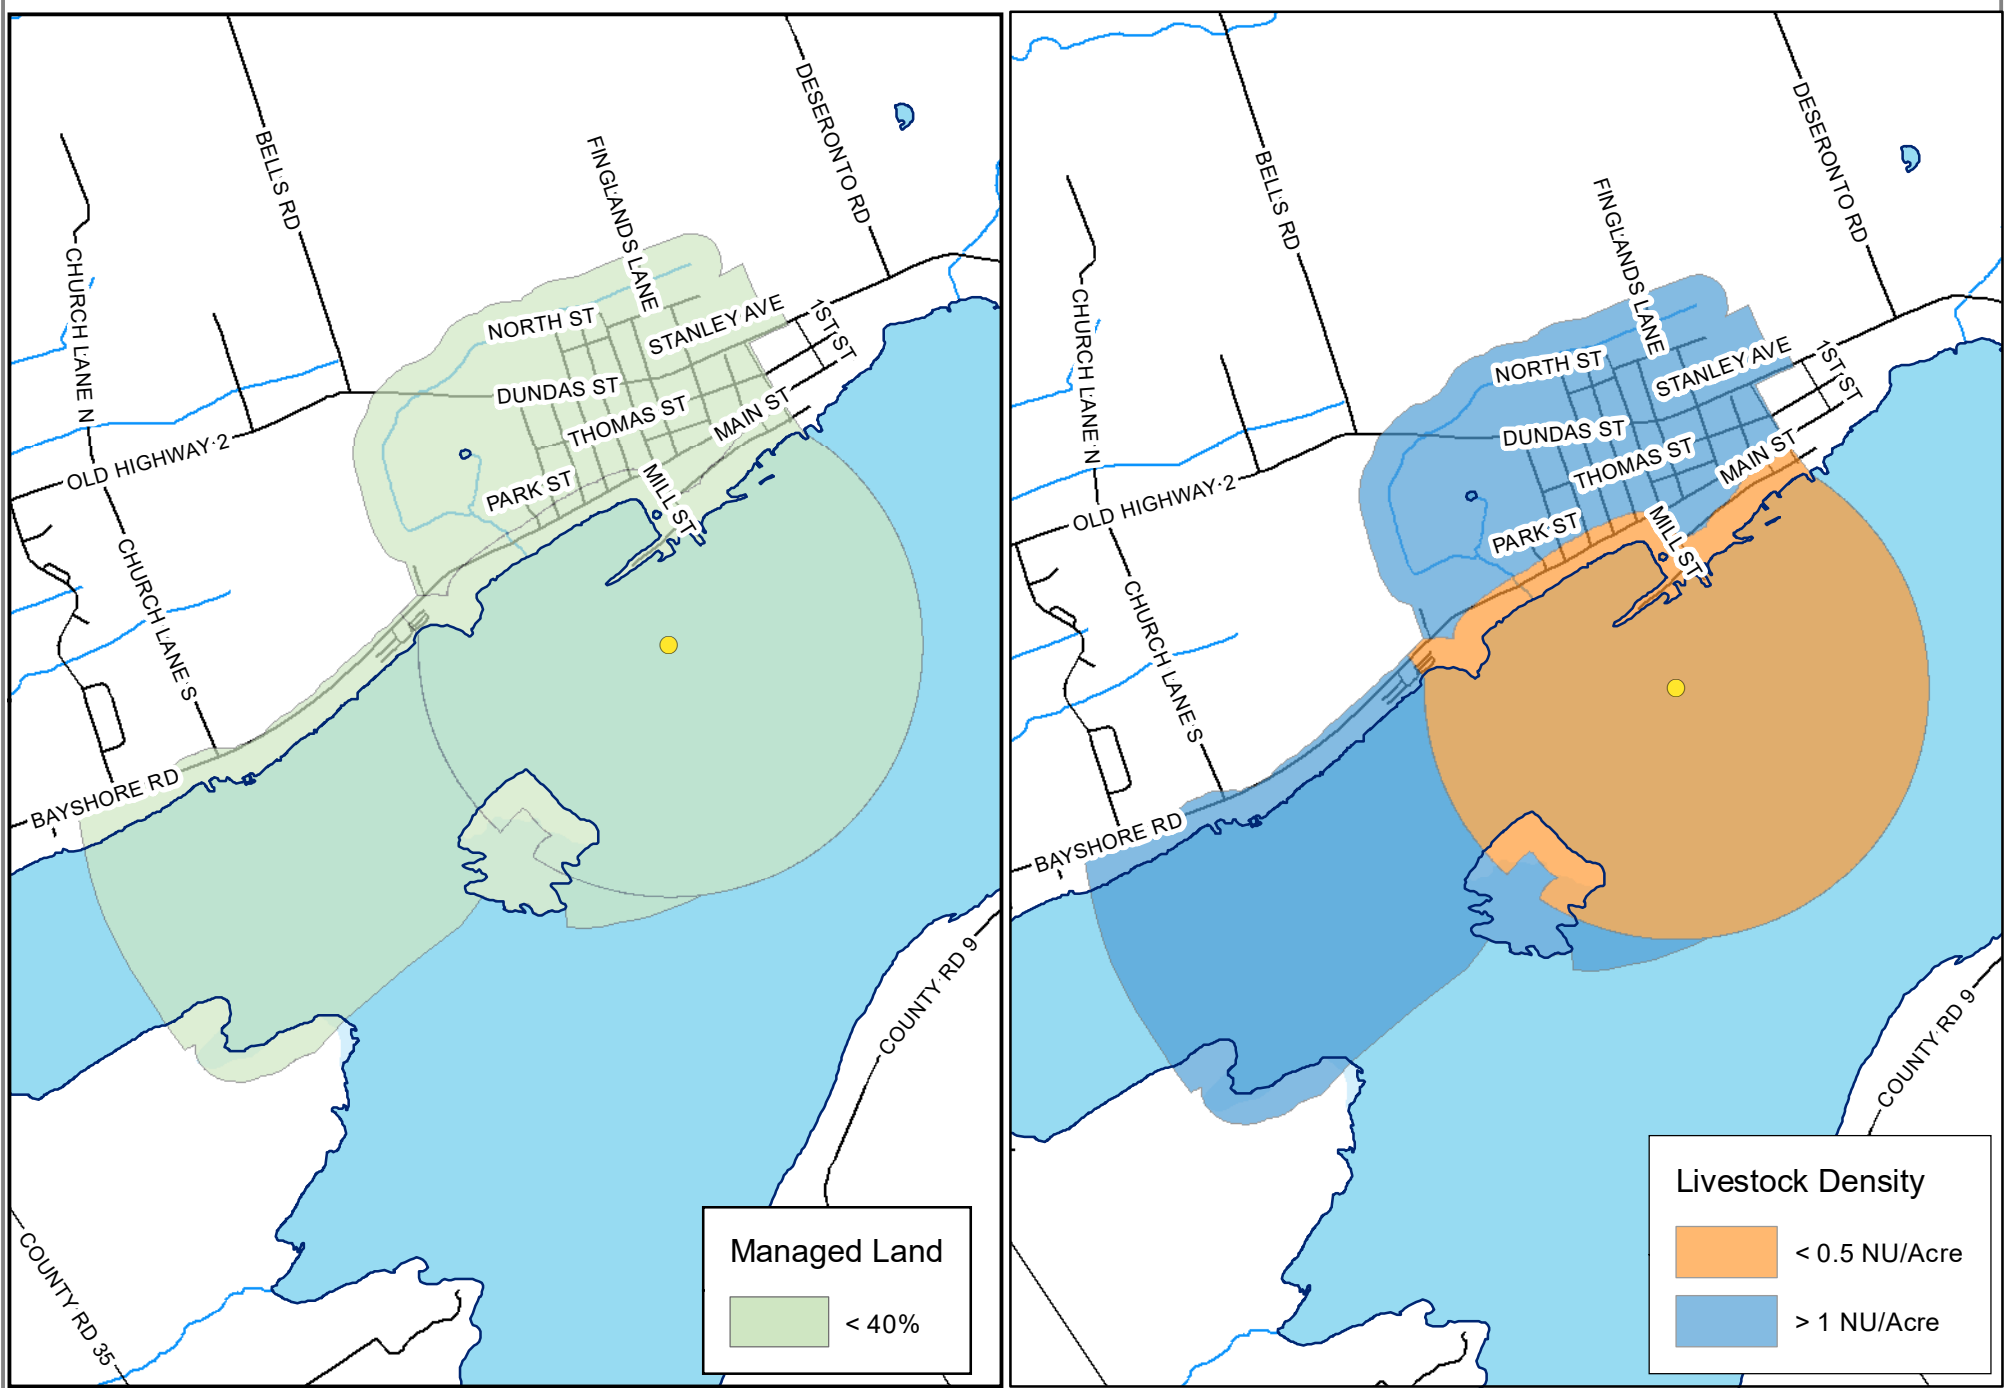 BELL'S RD
DESERONTO RD
FINGLANDS LANE
CHURCH LANE N
NORTH ST
STANLEY AVE
1ST ST
DUNDAS ST
THOMAS ST
MAIN ST
OLD HIGHWAY 2
PARK ST
MILL ST
CHURCH LANE S
BAYSHORE RD
COUNTY RD 9
COUNTY RD 35
Managed Land
< 40%
BELL'S RD
DESERONTO RD
FINGLANDS LANE
CHURCH LANE N
NORTH ST
STANLEY AVE
1ST ST
DUNDAS ST
THOMAS ST
MAIN ST
OLD HIGHWAY 2
PARK ST
MILL ST
CHURCH LANE S
BAYSHORE RD
COUNTY RD 9
Livestock Density
< 0.5 NU/Acre
> 1 NU/Acre